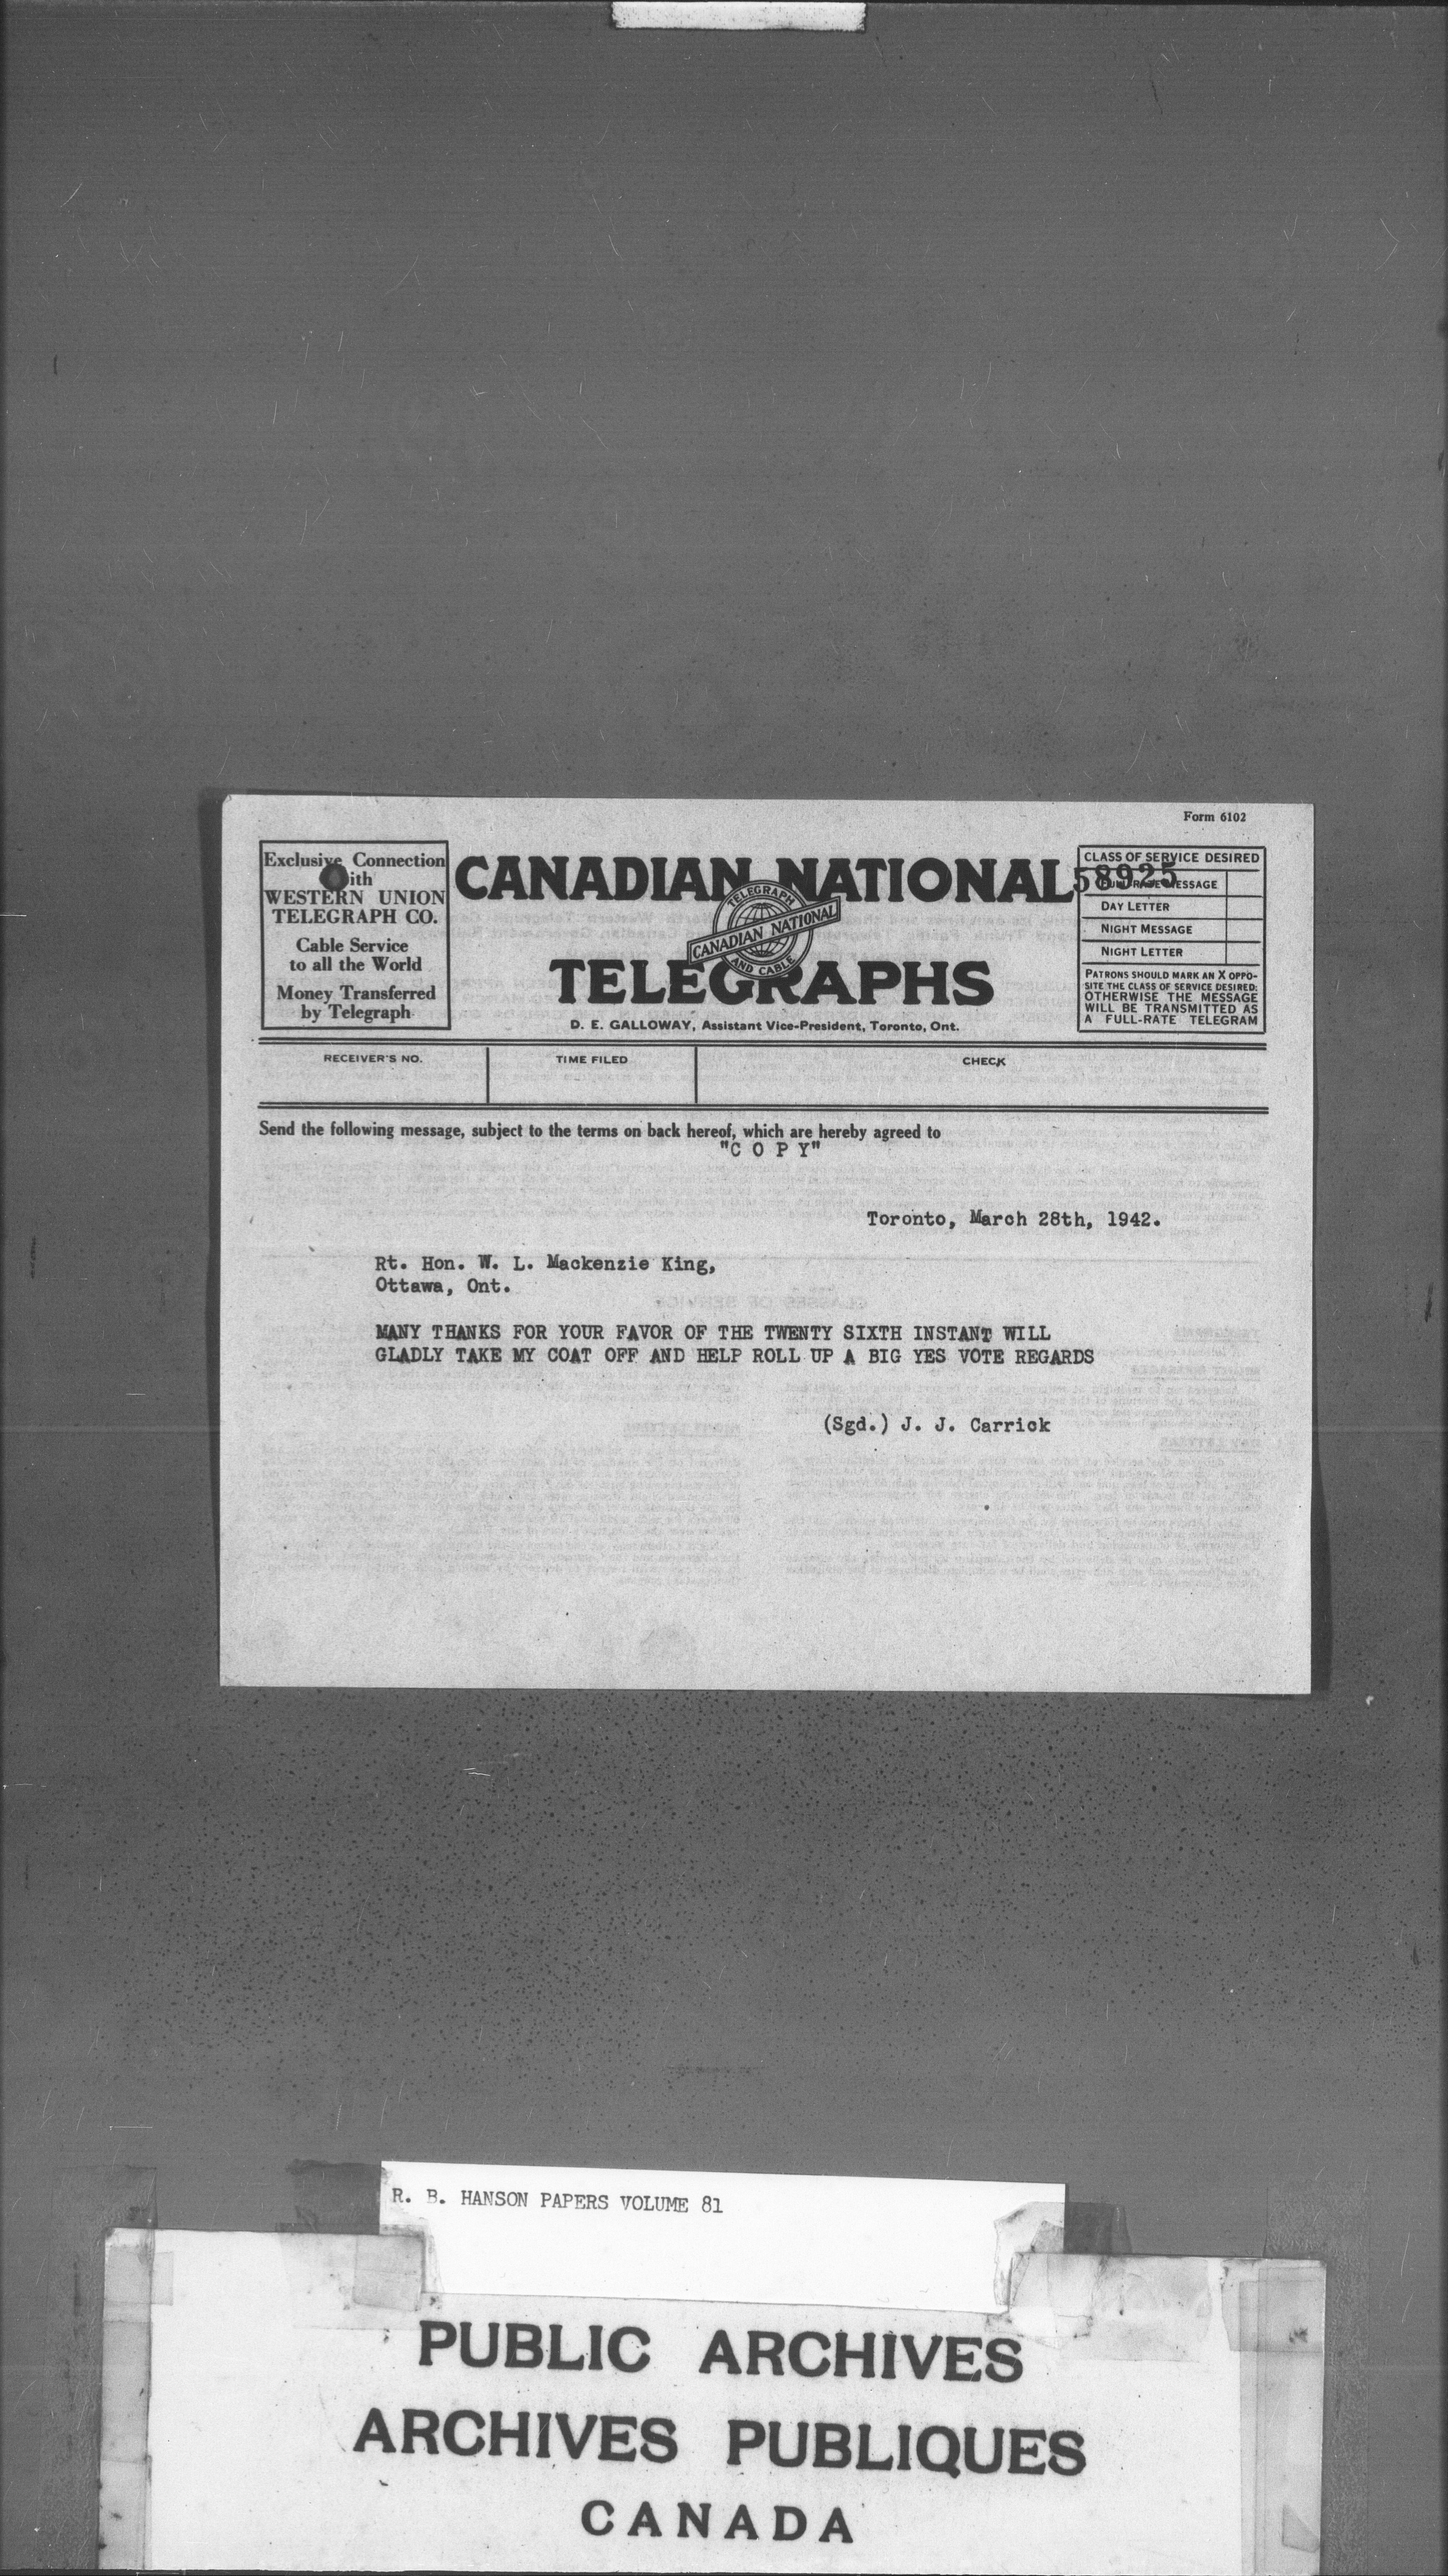 Form 6102
Exclusive Connection
with
WESTERN UNION
TELEGRAPH CO.
Cable Service
to all the World
Money Transferred
by Telegraph
CANADIAN NATIONAL
TELEGRAPH
CANADIAN NATIONAL
AND CABLE
TELEGRAPHS
D. E. GALLOWAY, Assistant Vice-President, Toronto, Ont.
58925
CLASS OF SERVICE DESIRED
FULL-RATE MESSAGE
DAY LETTER
NIGHT MESSAGE
NIGHT LETTER
PATRONS SHOULD MARK AN X OPPO-
SITE THE CLASS OF SERVICE DESIRED:
OTHERWISE THE MESSAGE
WILL BE TRANSMITTED AS
A FULL-RATE TELEGRAM
RECEIVER'S NO. TIME FILED CHECK
Send the following message, subject to the terms on back hereof, which are hereby agreed to
"C O P Y"
Toronto, March 28th, 1942.
Rt. Hon. W. L. Mackenzie King,
Ottawa, Ont.
MANY THANKS FOR YOUR FAVOR OF THE TWENTY SIXTH INSTANT WILL
GLADLY TAKE MY COAT OFF AND HELP ROLL UP A BIG YES VOTE REGARDS
(Sgd.) J. J. Carrick
R. B. HANSON PAPERS VOLUME 81
PUBLIC ARCHIVES
ARCHIVES PUBLIQUES
CANADA